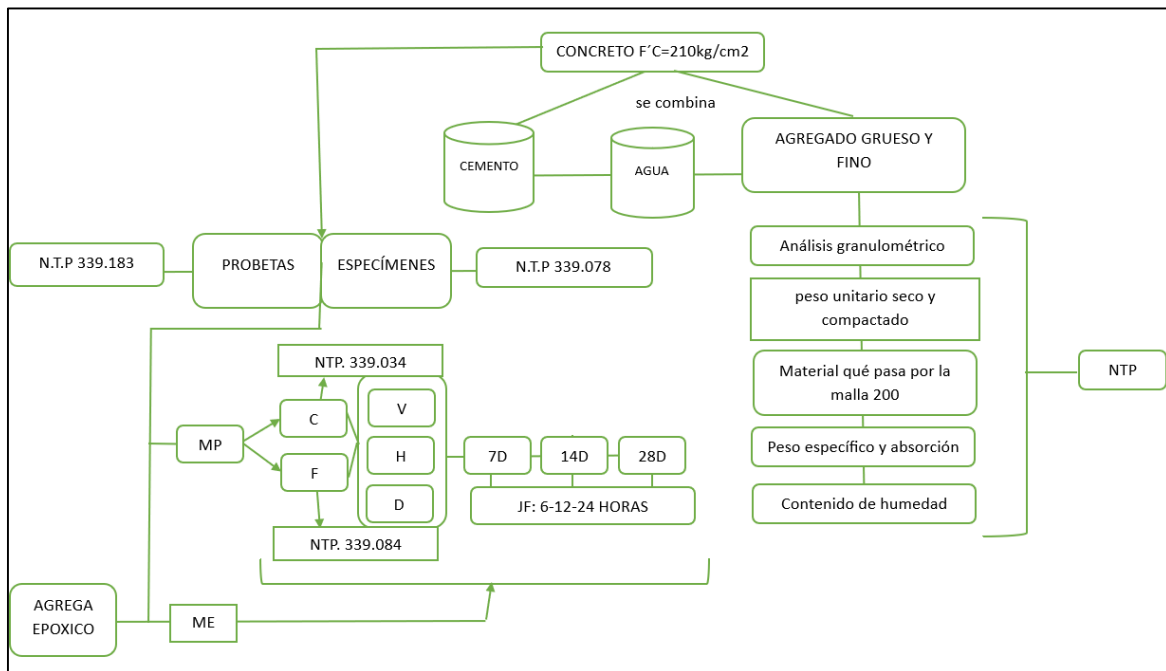 CONCRETO F´C=210kg/cm2
se combina
CEMENTO
AGUA
AGREGADO GRUESO Y
FINO
N.T.P 339.183
PROBETAS
ESPECÍMENES
N.T.P 339.078
Análisis granulométrico
peso unitario seco y
compactado
Material qué pasa por la
malla 200
Peso específico y absorción
Contenido de humedad
NTP
NTP. 339.034
MP
C
F
V
H
D
7D
14D
28D
JF: 6-12-24 HORAS
NTP. 339.084
AGREGA
EPOXICO
ME